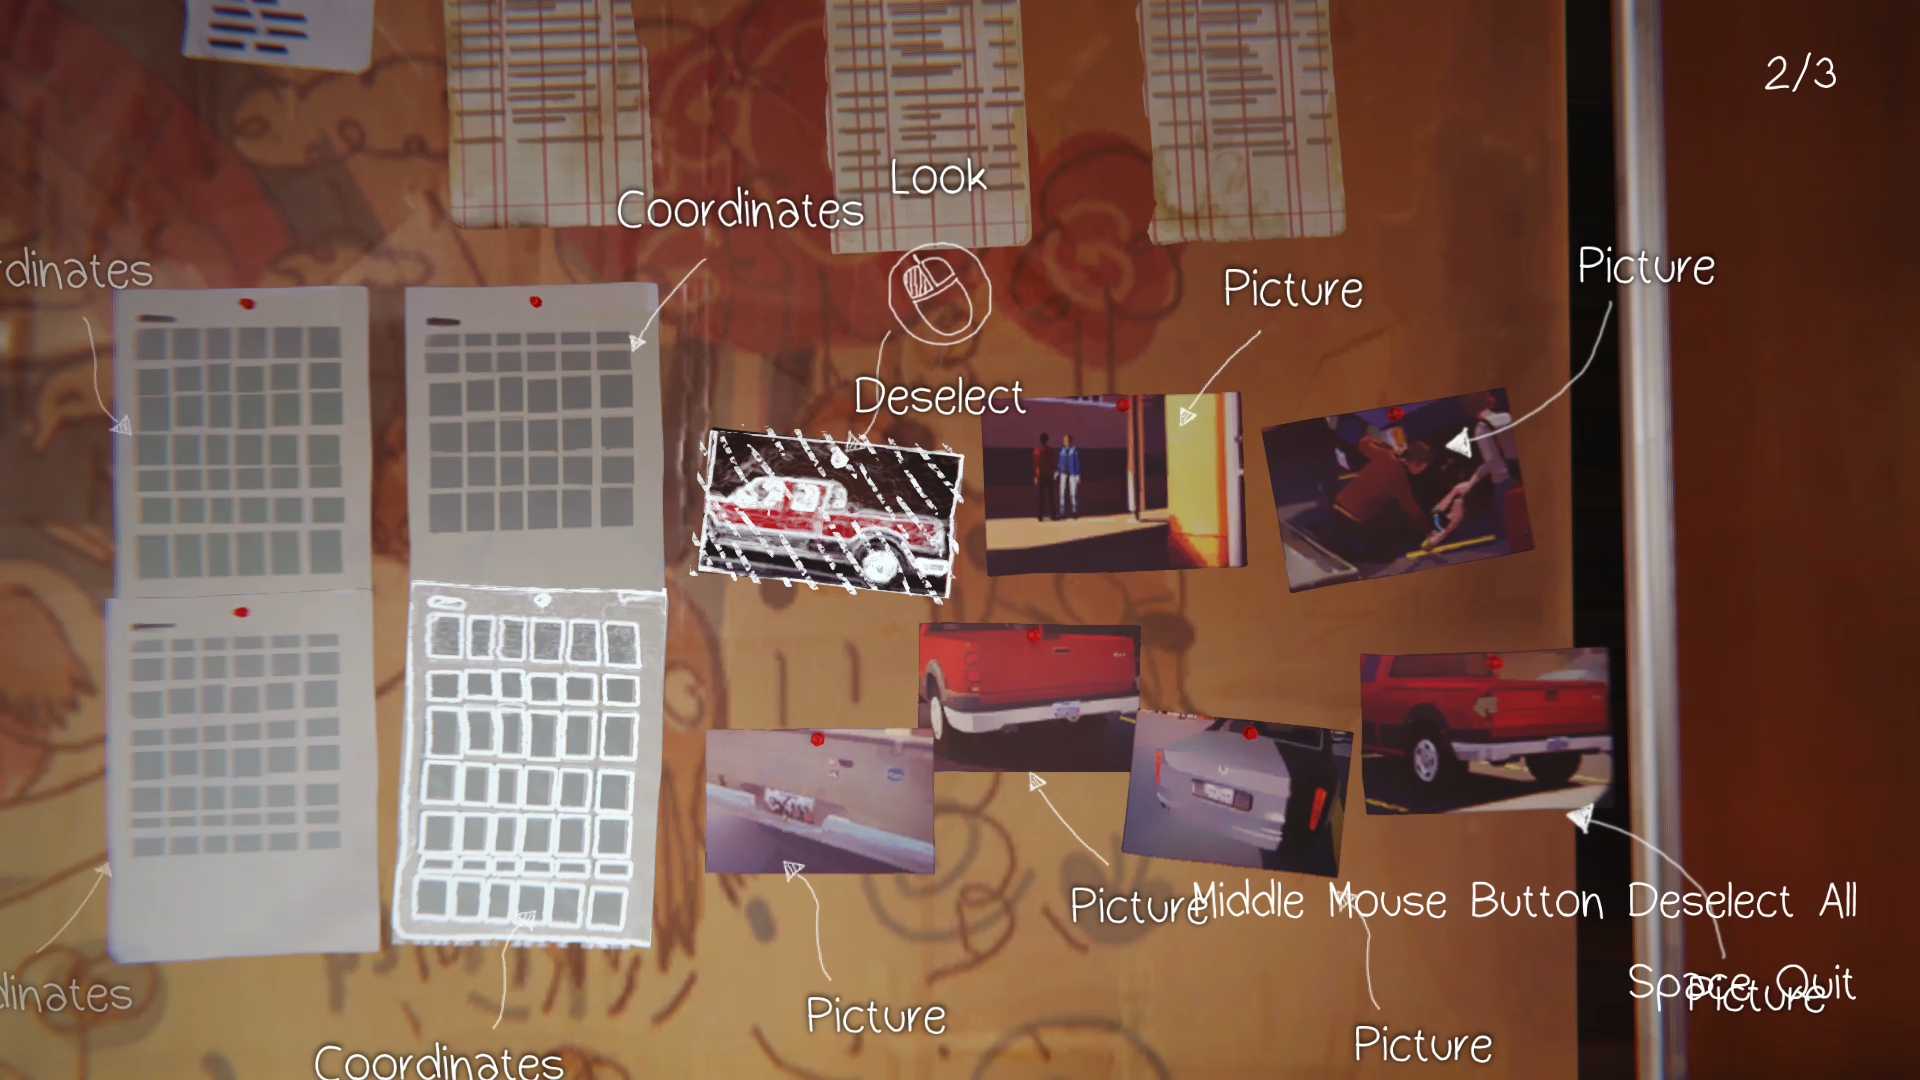 2/3
Look
Coordinates
rdinates
Picture
Picture
Deselect
Picture
Middle Mouse Button Deselect All
dinates
Space Quit
Picture
Picture
Picture
Coordinates